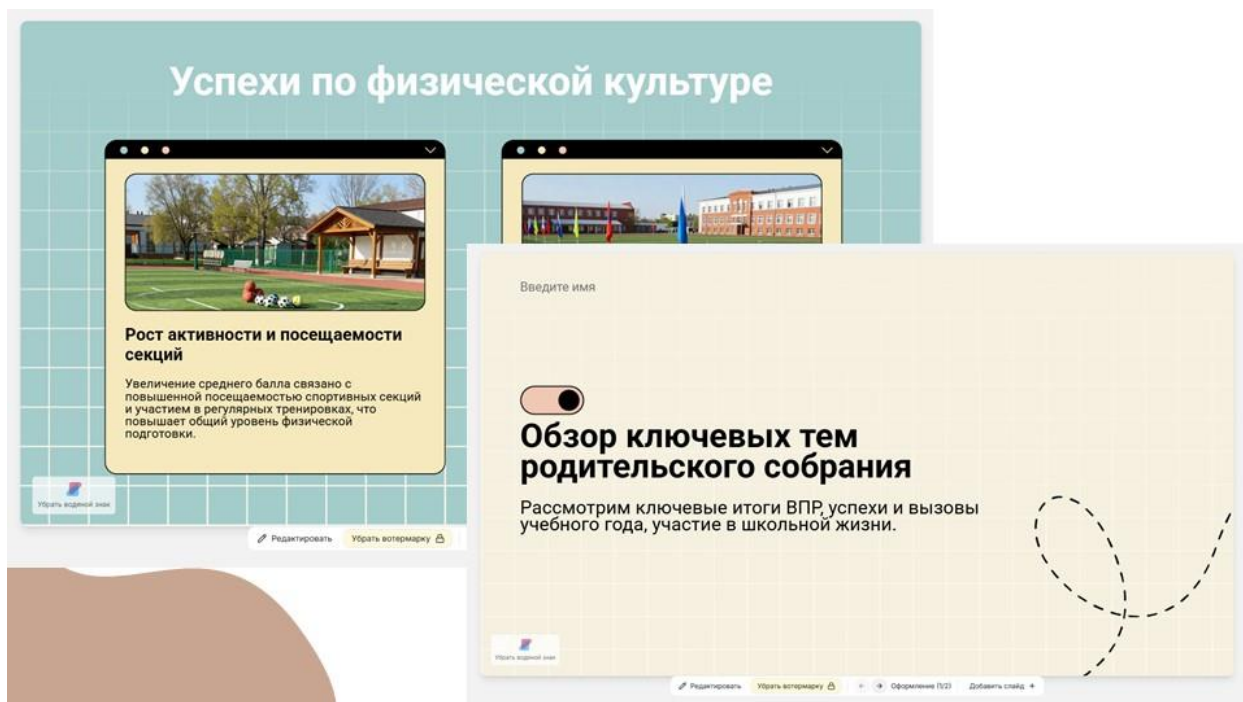 Успехи по физической культуре
Рост активности и посещаемости
секций
Увеличение среднего балла связано с
повышенной посещаемостью спортивных секций
и участием в регулярных тренировках, что
повышает общий уровень физической
подготовки.
Убрать водяной знак
Редактировать Убрать вотермарку
Введите имя
Обзор ключевых тем
родительского собрания
Рассмотрим ключевые итоги ВПР, успехи и вызовы
учебного года, участие в школьной жизни.
Убрать водяной знак
Редактировать Убрать вотермарку Оформление (1/2) Добавить слайд +